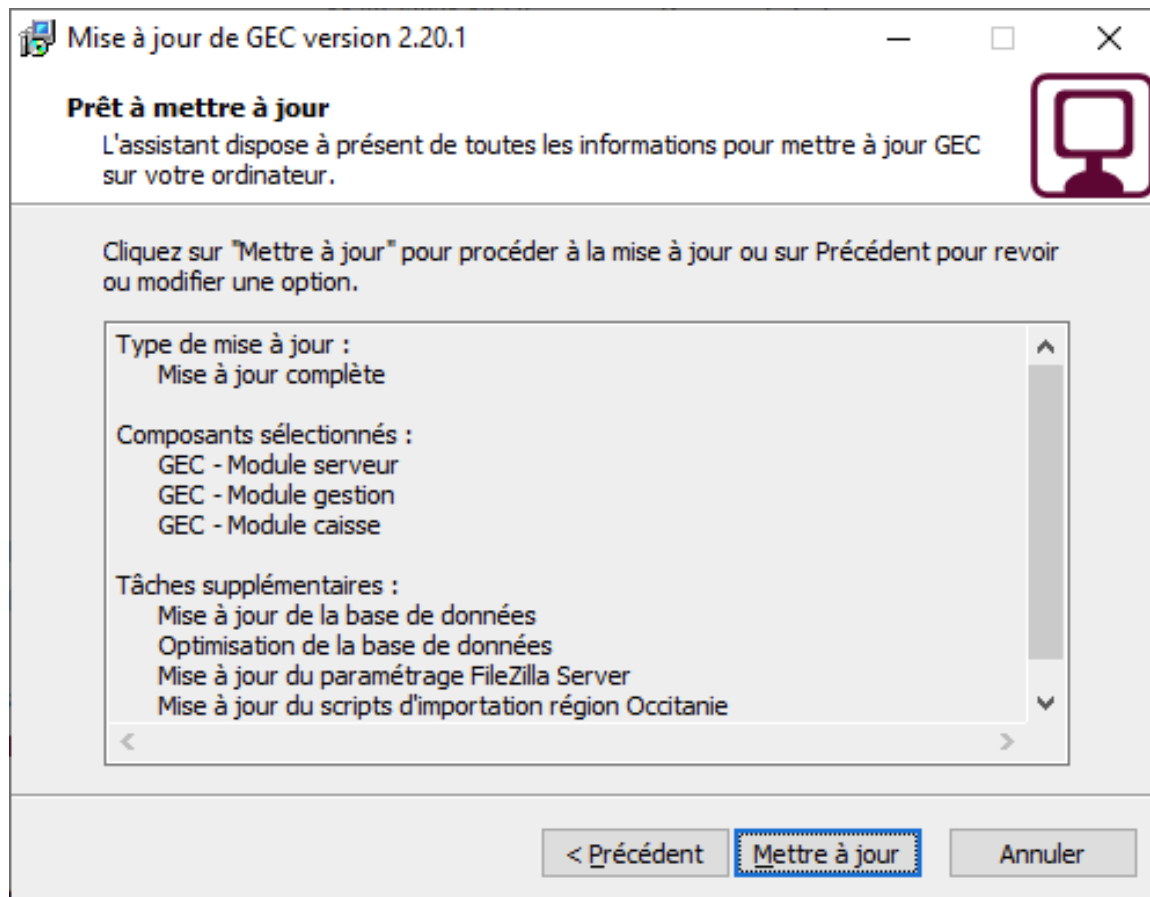 Mise à jour de GEC version 2.20.1
Prêt à mettre à jour
L'assistant dispose à présent de toutes les informations pour mettre à jour GEC
sur votre ordinateur.
Cliquez sur "Mettre à jour" pour procéder à la mise à jour ou sur Précédent pour revoir
ou modifier une option.
Type de mise à jour :
Mise à jour complète
Composants sélectionnés :
GEC - Module serveur
GEC - Module gestion
GEC - Module caisse
Tâches supplémentaires :
Mise à jour de la base de données
Optimisation de la base de données
Mise à jour du paramétrage FileZilla Server
Mise à jour du scripts d'importation région Occitanie
< Précédent Mettre à jour Annuler